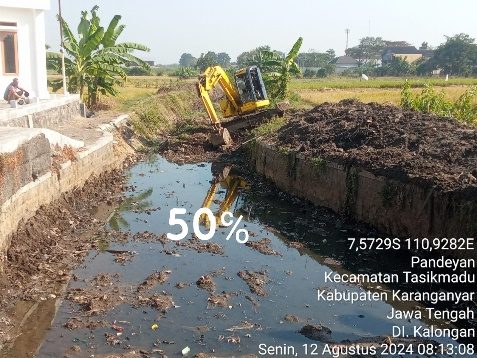 50%
7,5729S 110,9282E
Pandeyan
Kecamatan Tasikmadu
Kabupaten Karanganyar
Jawa Tengah
DI. Kalongan
Senin, 12 Agustus 2024 08:13:08